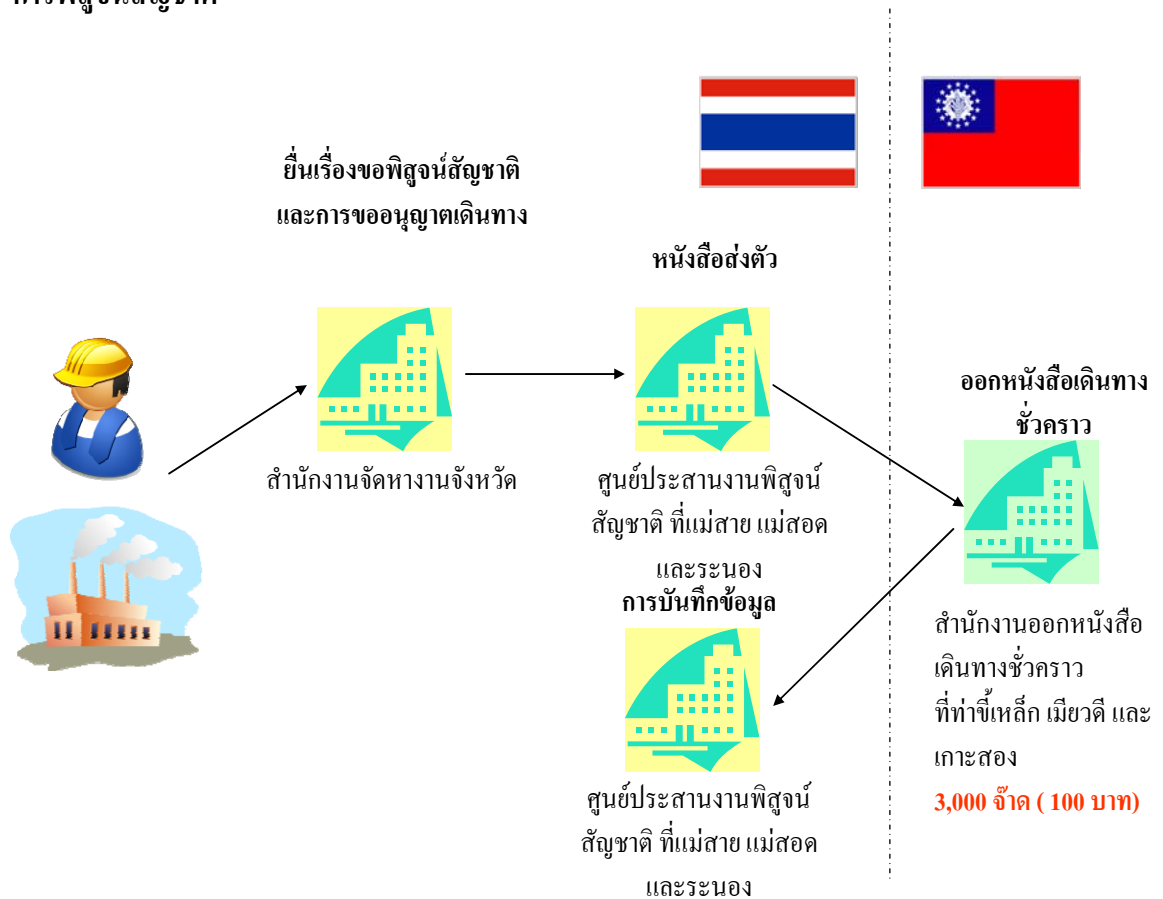 ยื่นเรื่องขอพิสูจน์สัญชาติ
และการขออนุญาตเดินทาง
หนังสือส่งตัว
ออกหนังสือเดินทาง
ชั่วคราว
สำนักงานจัดหางานจังหวัด
ศูนย์ประสานงานพิสูจน์
สัญชาติ ที่แม่สาย แม่สอด
และระนอง
การบันทึกข้อมูล
สำนักงานออกหนังสือ
เดินทางชั่วคราว
ที่ท่าขี้เหล็ก เมียวดี และ
เกาะสอง
3,000 จ๊าด ( 100 บาท)
ศูนย์ประสานงานพิสูจน์
สัญชาติ ที่แม่สาย แม่สอด
และระนอง